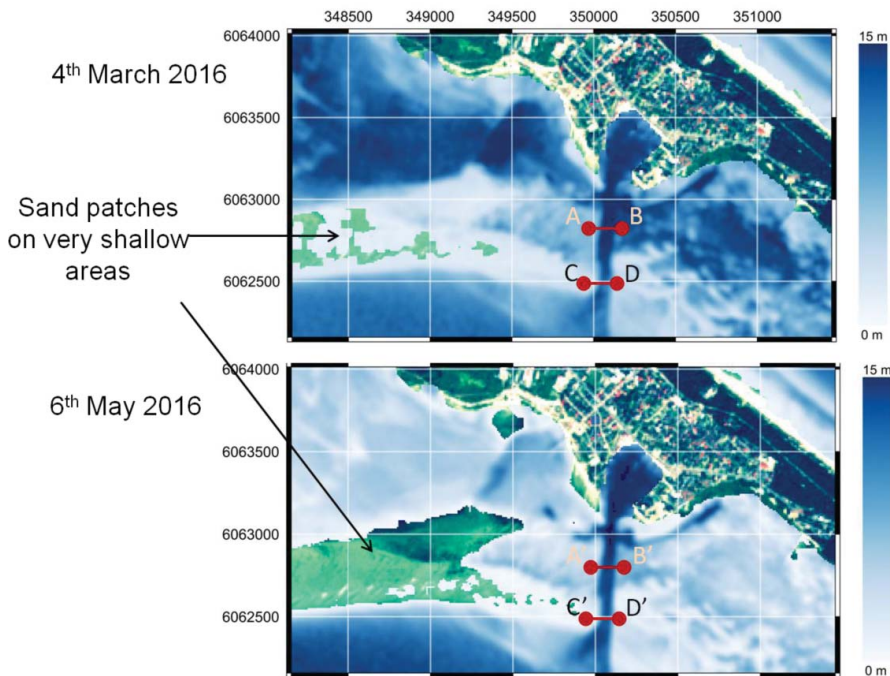 348500 349000 349500 350000 350500 351000
6064000
15 m
4th March 2016
6063500
6063000
Sand patches
on very shallow
areas
A B
6062500
C D
0 m
6064000
15 m
6th May 2016
6063500
6063000
A' B'
6062500
C' D'
0 m